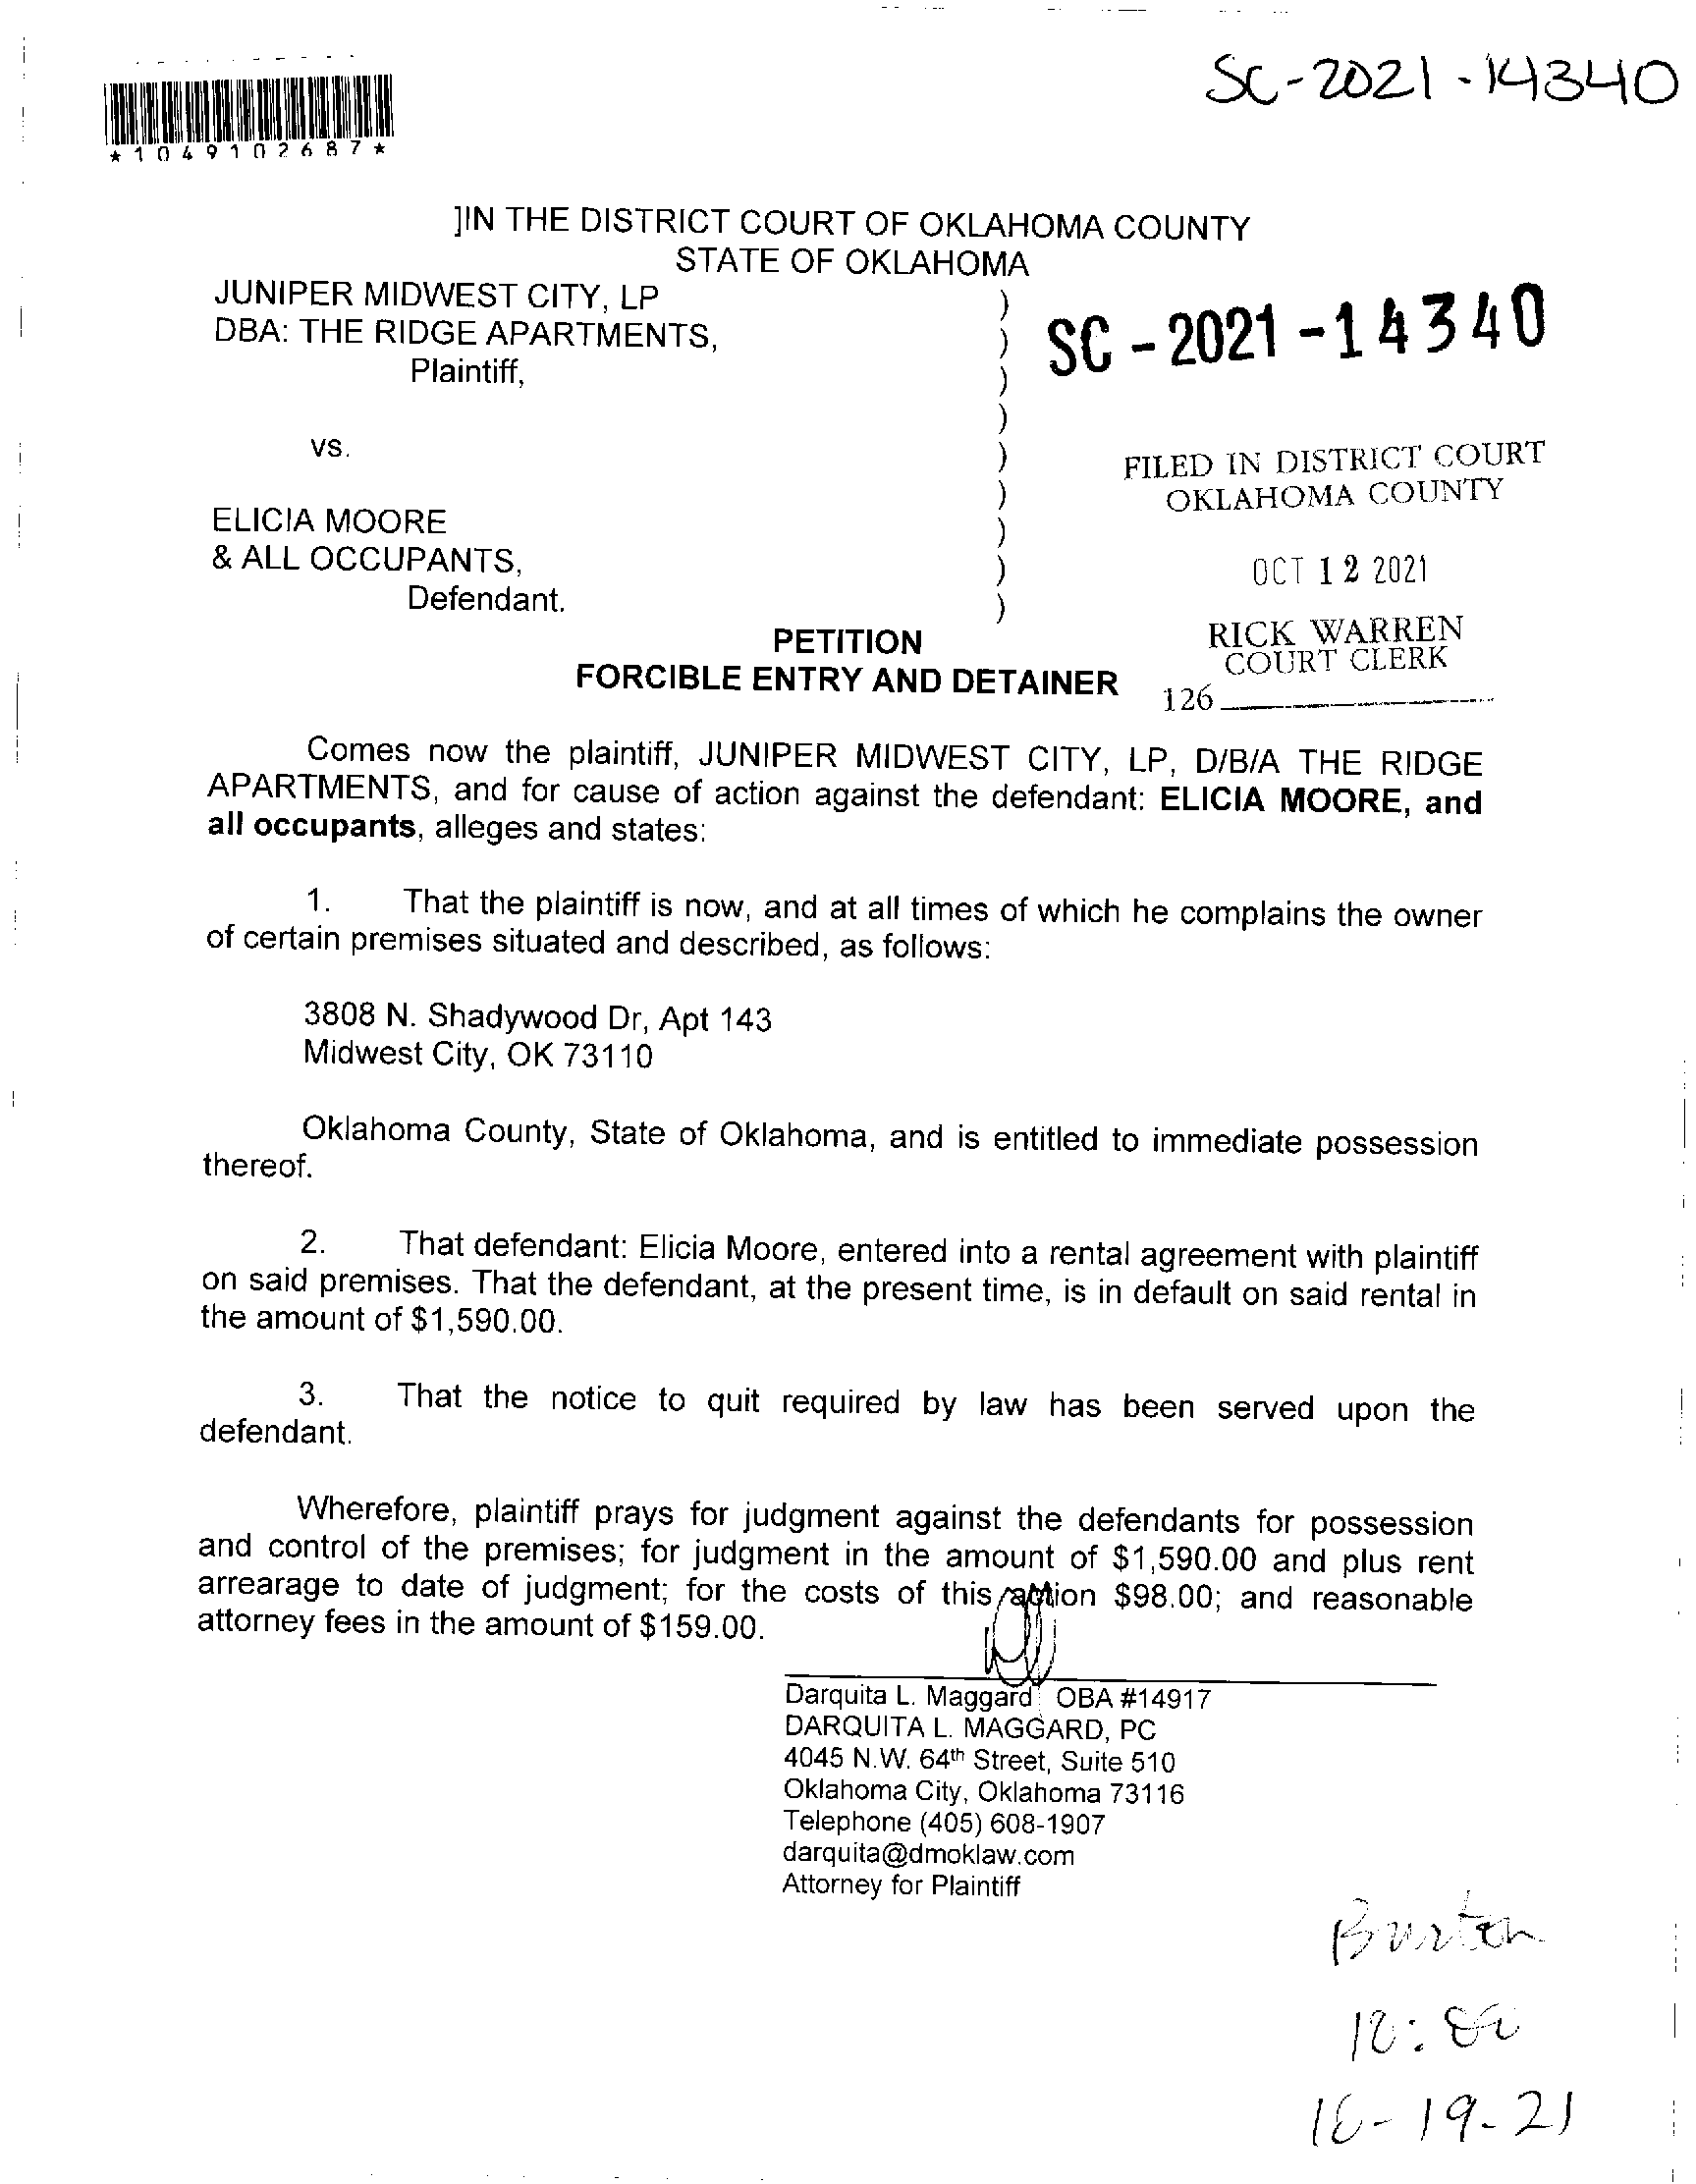 SC-2021-14340
*1049102687*
]IN THE DISTRICT COURT OF OKLAHOMA COUNTY
STATE OF OKLAHOMA
JUNIPER MIDWEST CITY, LP )
DBA: THE RIDGE APARTMENTS, ) SC-2021-14340
Plaintiff, )
)
vs. )
FILED IN DISTRICT COURT
) OKLAHOMA COUNTY
ELICIA MOORE )
& ALL OCCUPANTS, ) OCT 12 2021
Defendant. )
PETITION
RICK WARREN
COURT CLERK
FORCIBLE ENTRY AND DETAINER
126
Comes now the plaintiff, JUNIPER MIDWEST CITY, LP, D/B/A THE RIDGE
APARTMENTS, and for cause of action against the defendant: ELICIA MOORE, and
all occupants, alleges and states:
1. That the plaintiff is now, and at all times of which he complains the owner
of certain premises situated and described, as follows:
3808 N. Shadywood Dr, Apt 143
Midwest City, OK 73110
Oklahoma County, State of Oklahoma, and is entitled to immediate possession
thereof.
2. That defendant: Elicia Moore, entered into a rental agreement with plaintiff
on said premises. That the defendant, at the present time, is in default on said rental in
the amount of $1,590.00.
3. That the notice to quit required by law has been served upon the
defendant.
Wherefore, plaintiff prays for judgment against the defendants for possession
and control of the premises; for judgment in the amount of $1,590.00 and plus rent
arrearage to date of judgment; for the costs of this action $98.00; and reasonable
attorney fees in the amount of $159.00.
Darquita L. Maggard OBA #14917
DARQUITA L. MAGGARD, PC
4045 N.W. 64th Street, Suite 510
Oklahoma City, Oklahoma 73116
Telephone (405) 608-1907
darquita@dmoklaw.com
Attorney for Plaintiff
Burton
10-19-21